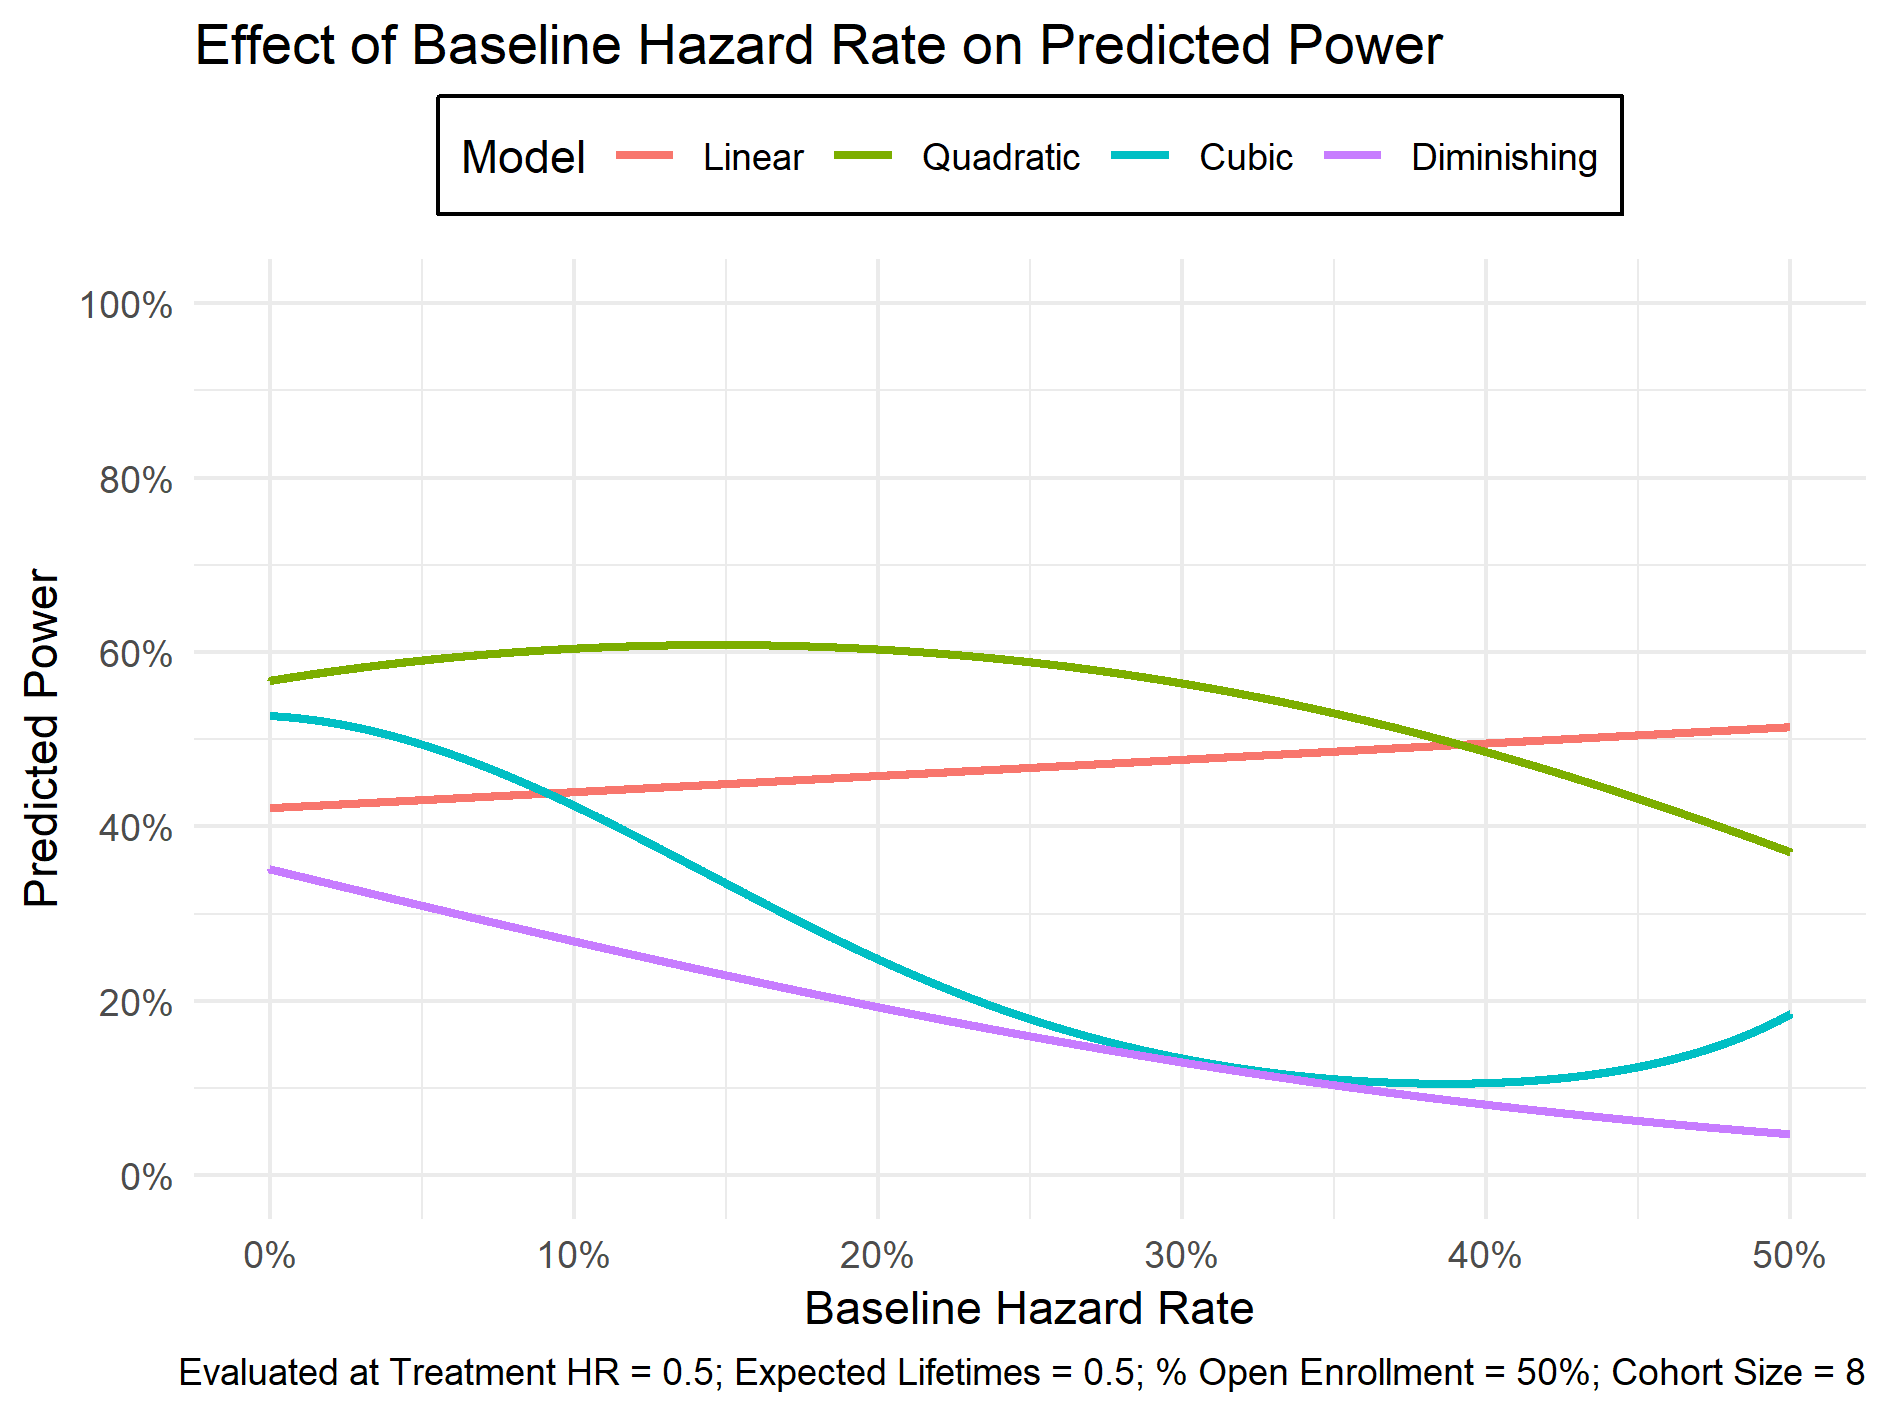 Effect of Baseline Hazard Rate on Predicted Power
Model Linear Quadratic Cubic Diminishing
100%
80%
60%
40%
20%
0%
Predicted Power
0% 10% 20% 30% 40% 50%
Baseline Hazard Rate
Evaluated at Treatment HR = 0.5; Expected Lifetimes = 0.5; % Open Enrollment = 50%; Cohort Size = 8